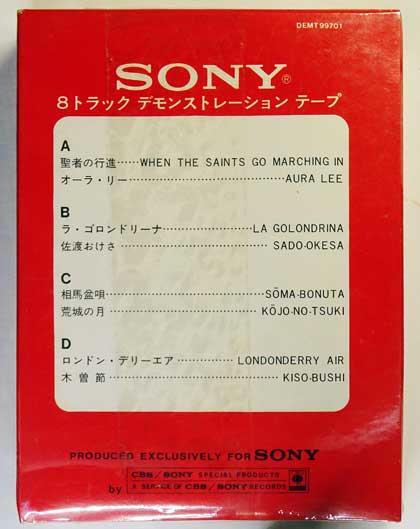 DEMT 99701
SONY®
8トラック デモンストレーション テープ
A
聖者の行進……WHEN THE SAINTS GO MARCHING IN
オーラ・リー……………………………AURA LEE
B
ラ・ゴロンドリーナ……………………LA GOLONDRINA
佐渡おけさ……………………………SADO-OKESA
C
相馬盆唄……………………………SŌMA-BONUTA
荒城の月……………………………KŌJO-NO-TSUKI
D
ロンドン・デリーエア……………LONDONDERRY AIR
木曽節……………………………KISO-BUSHI
PRODUCED EXCLUSIVELY FOR SONY
CBS/SONY SPECIAL PRODUCTS
by A SERVICE OF CBS/SONY RECORDS